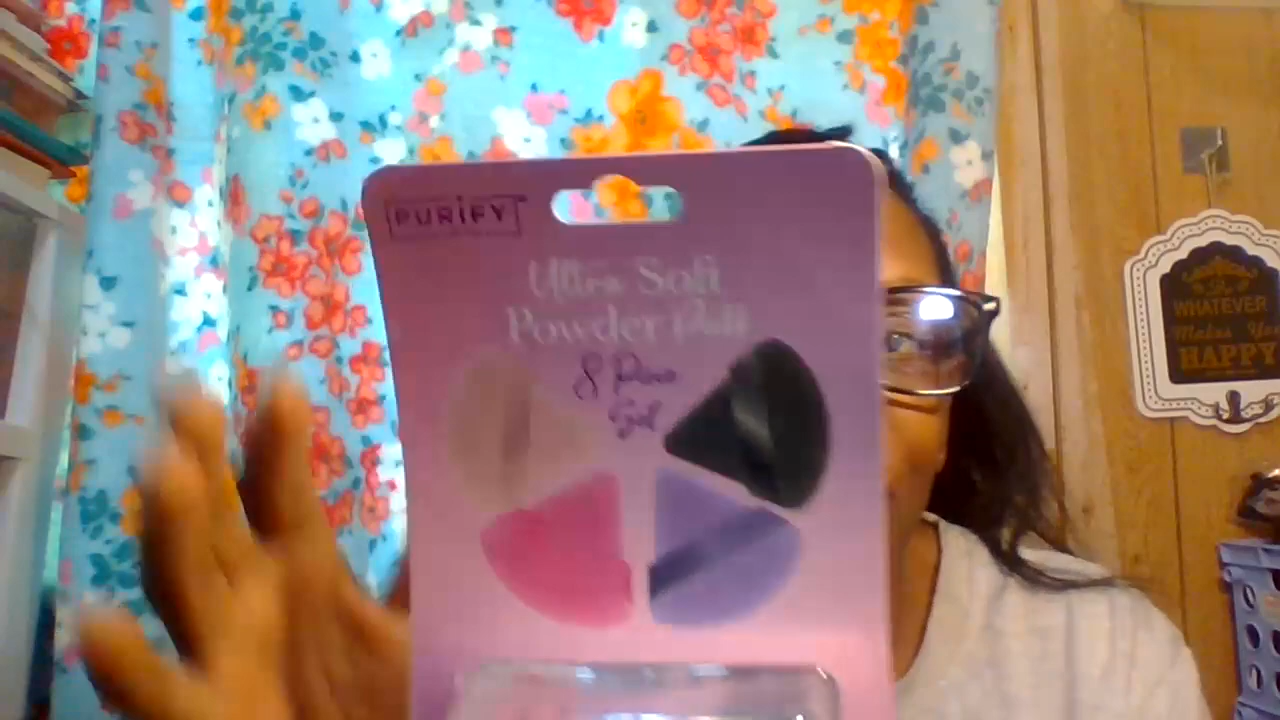 PURIFY
Ultra Soft
Powder Puff
8 Piece
Set
WHATEVER
Makes You
HAPPY